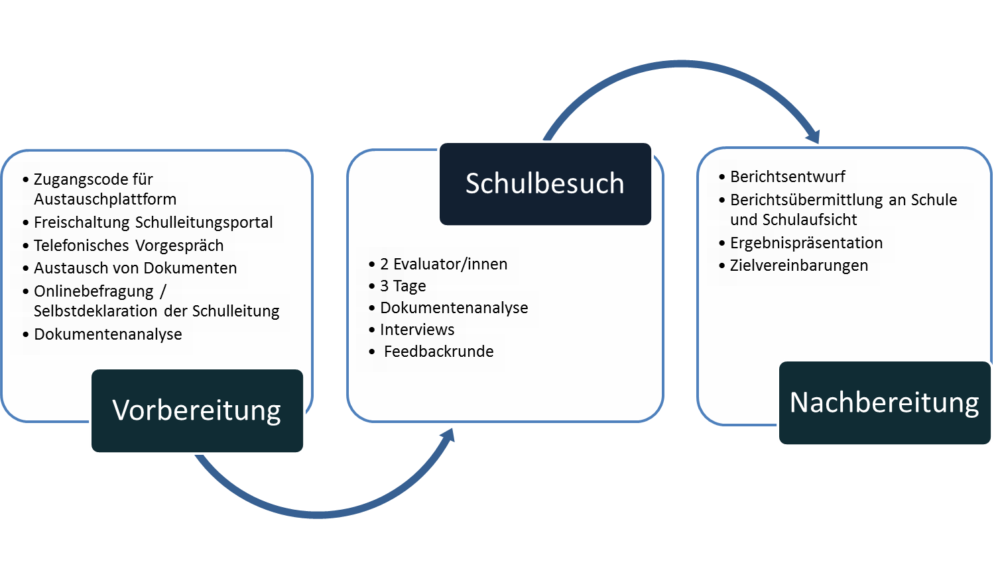 • Zugangscode für
Austauschplattform
• Freischaltung Schulleitungsportal
• Telefonisches Vorgespräch
• Austausch von Dokumenten
• Onlinebefragung /
Selbstdeklaration der Schulleitung
• Dokumentenanalyse
Vorbereitung
Schulbesuch
• 2 Evaluator/innen
• 3 Tage
• Dokumentenanalyse
• Interviews
• Feedbackrunde
• Berichtsentwurf
• Berichtsübermittlung an Schule
und Schulaufsicht
• Ergebnispräsentation
• Zielvereinbarungen
Nachbereitung